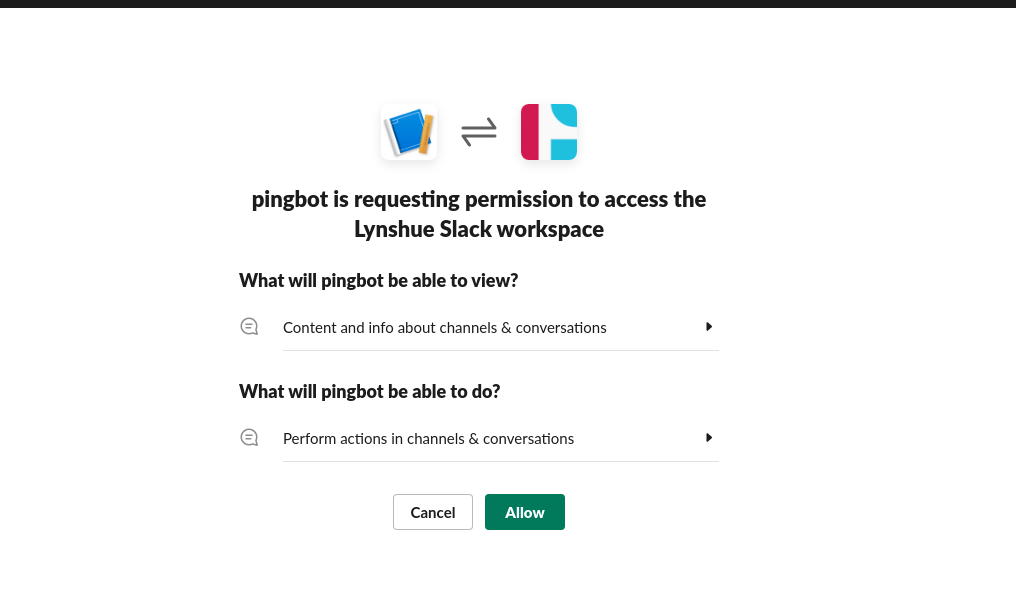 pingbot is requesting permission to access the
Lynshue Slack workspace
What will pingbot be able to view?
Content and info about channels & conversations
What will pingbot be able to do?
Perform actions in channels & conversations
Cancel
Allow